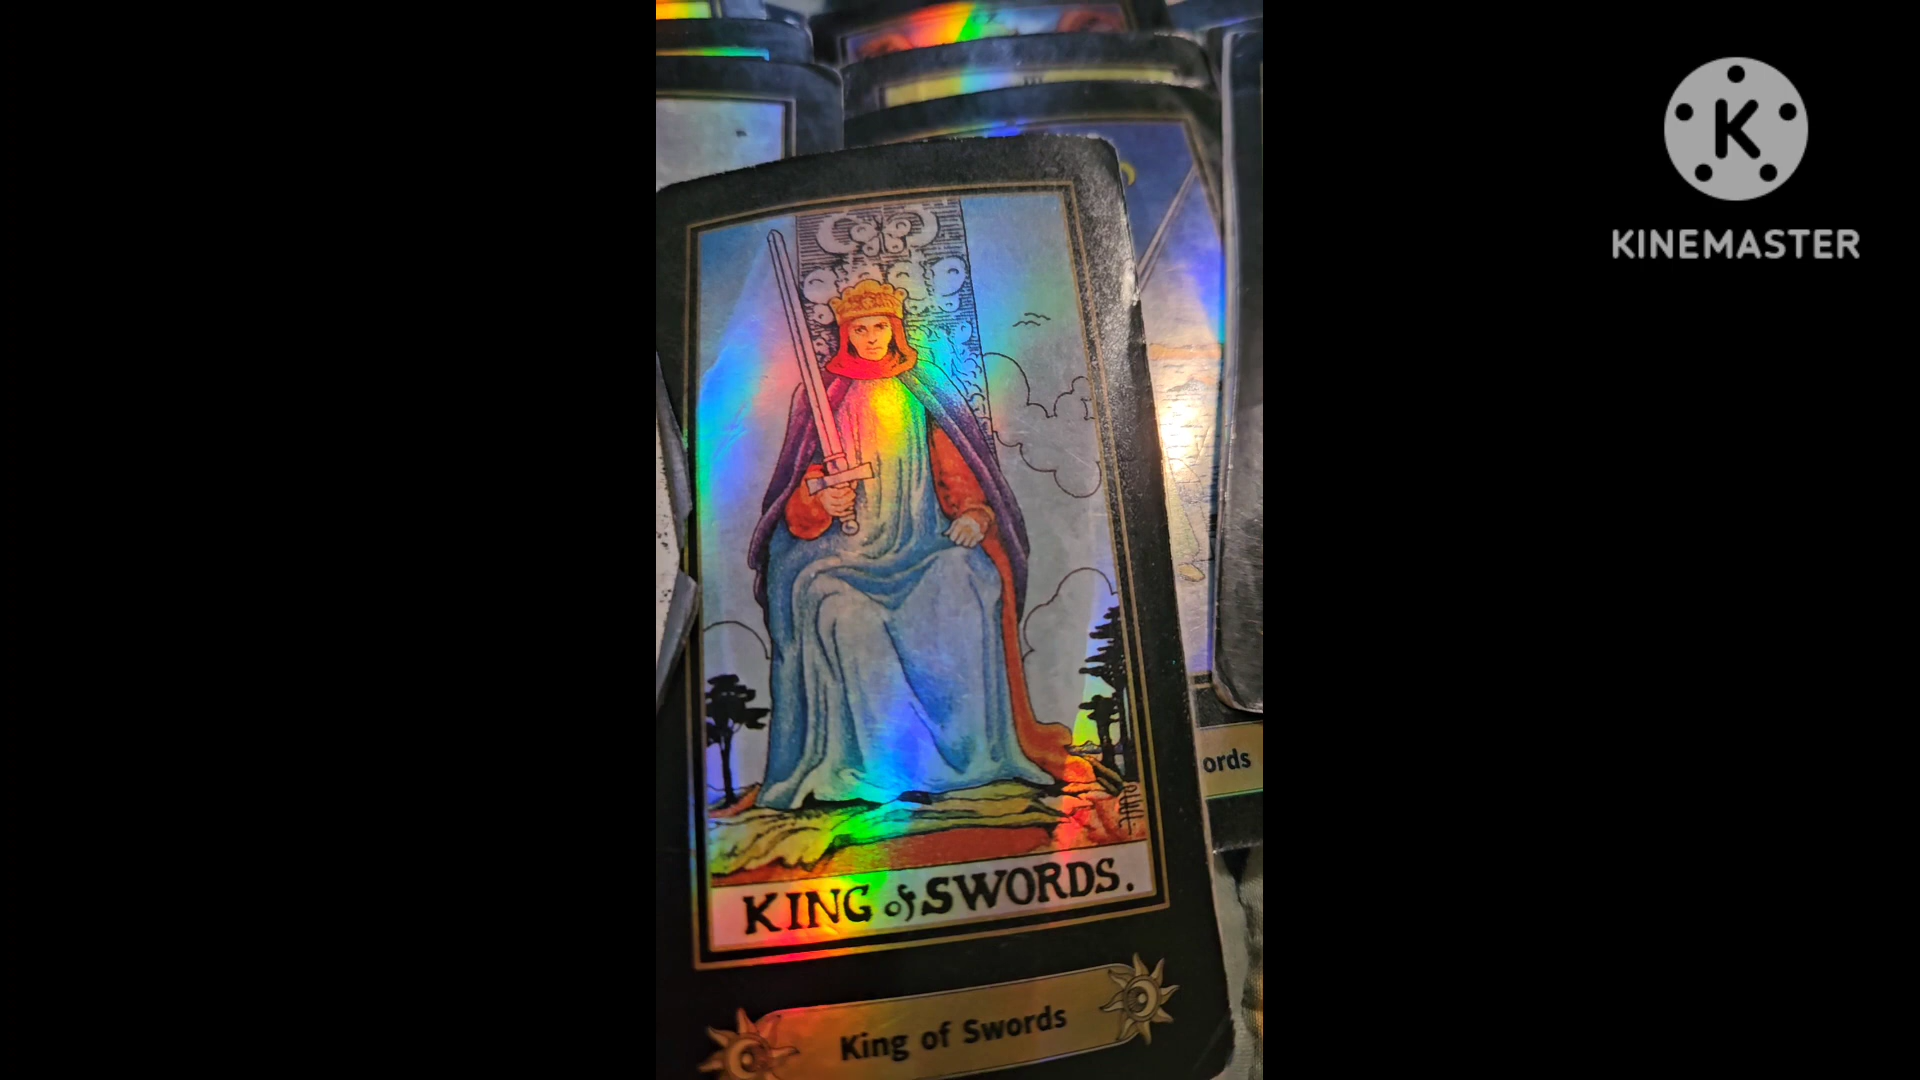 K
KINEMASTER
ords
KING of SWORDS.
King of Swords